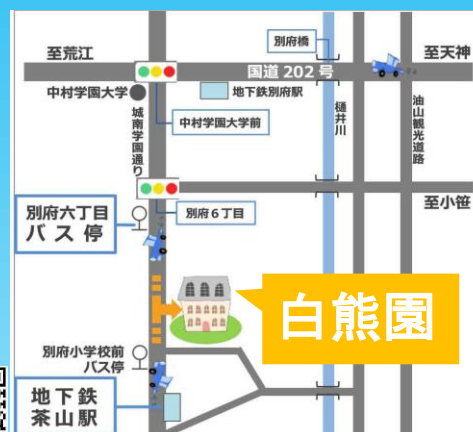 別府橋
至荒江
国道 202 号
至天神
中村学園大学
地下鉄別府駅
中村学園大学前
城南学園通り
樋井川
油山観光道路
至小笹
別府6丁目
別府六丁目
バス停
白熊園
別府小学校前
バス停
地下鉄
茶山駅